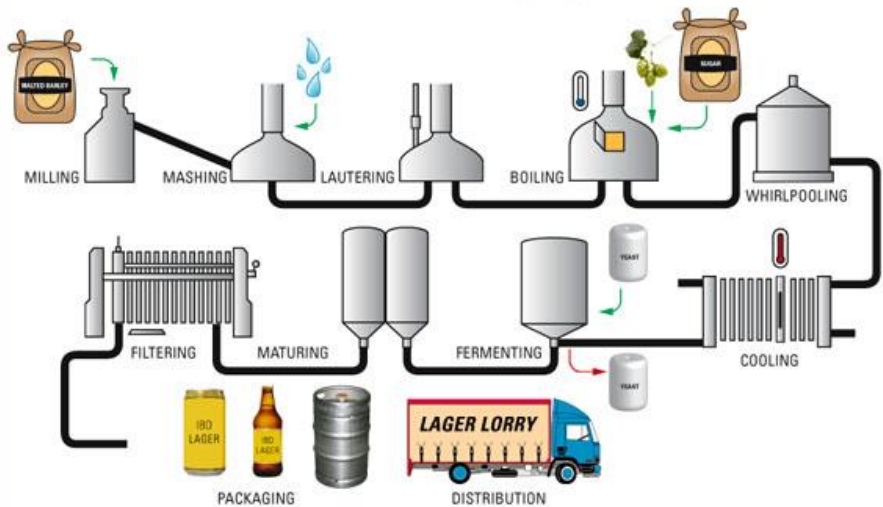 MALTED BARLEY
SUGAR
MILLING
MASHING
LAUTERING
BOILING
WHIRLPOOLING
YEAST
FILTERING
MATURING
FERMENTING
COOLING
YEAST
IBD
LAGER
IBD
LAGER
LAGER LORRY
PACKAGING
DISTRIBUTION